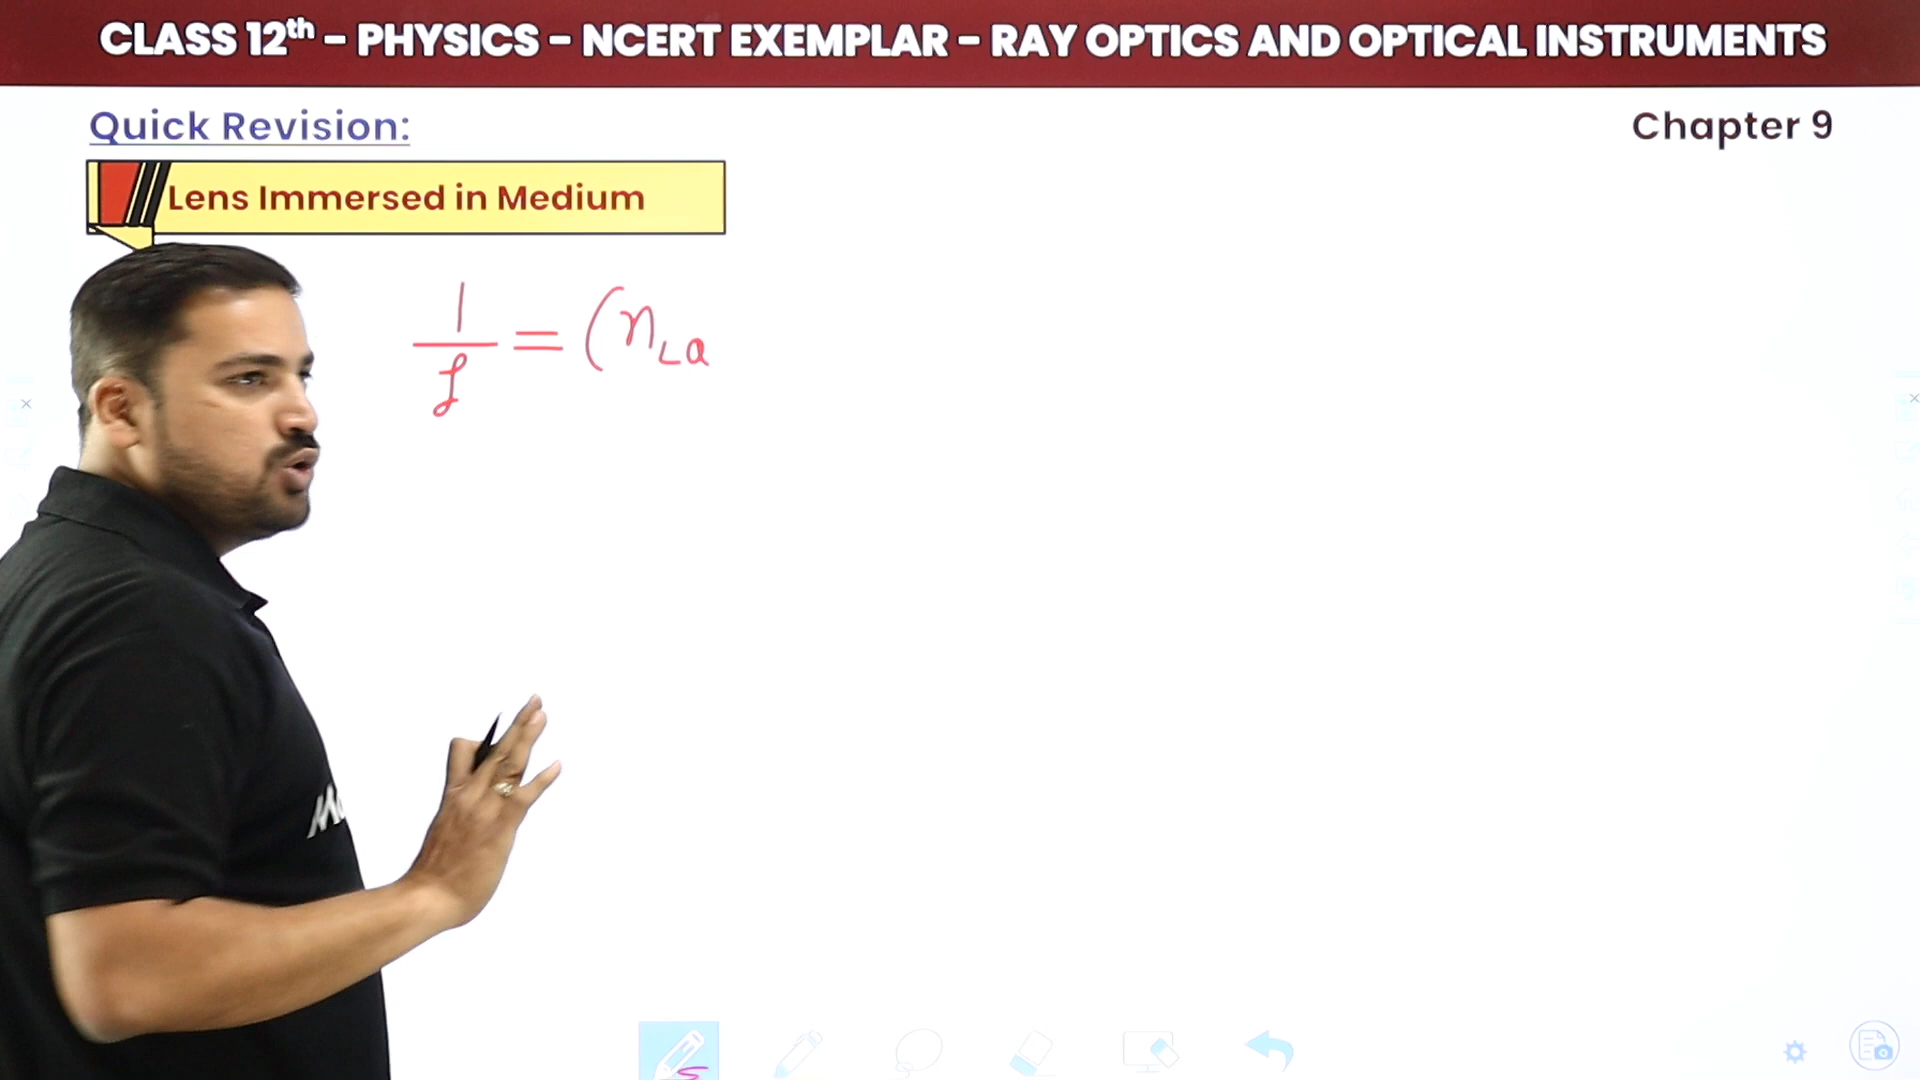 CLASS 12th - PHYSICS - NCERT EXEMPLAR - RAY OPTICS AND OPTICAL INSTRUMENTS
Quick Revision:
Chapter 9
Lens Immersed in Medium
1/f = (n_La